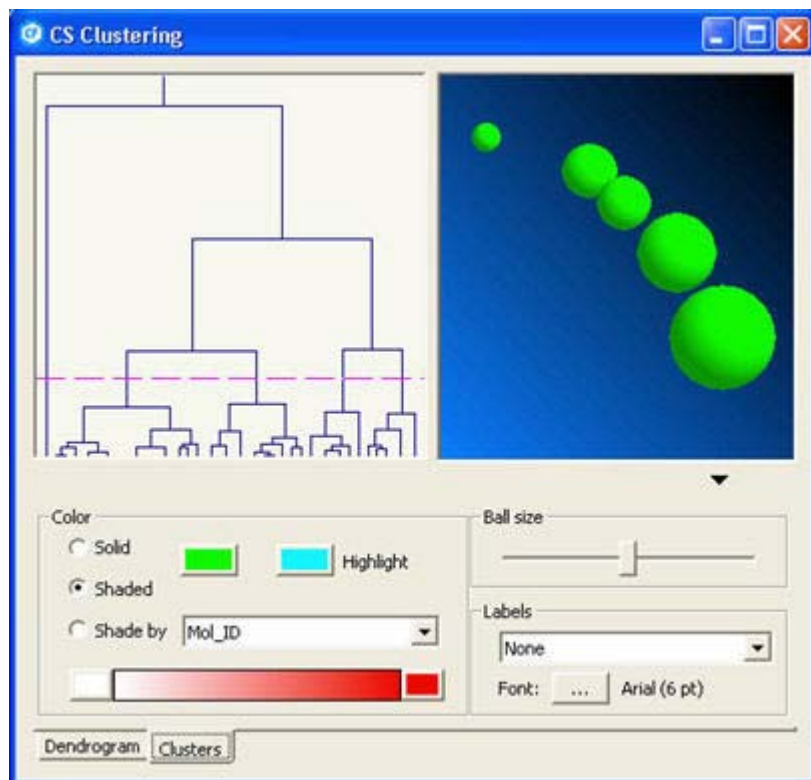 CS Clustering
Color
Solid
Highlight
Shaded
Shade by Mol_ID
Ball size
Labels
None
Font: ... Arial (6 pt)
Dendrogram Clusters